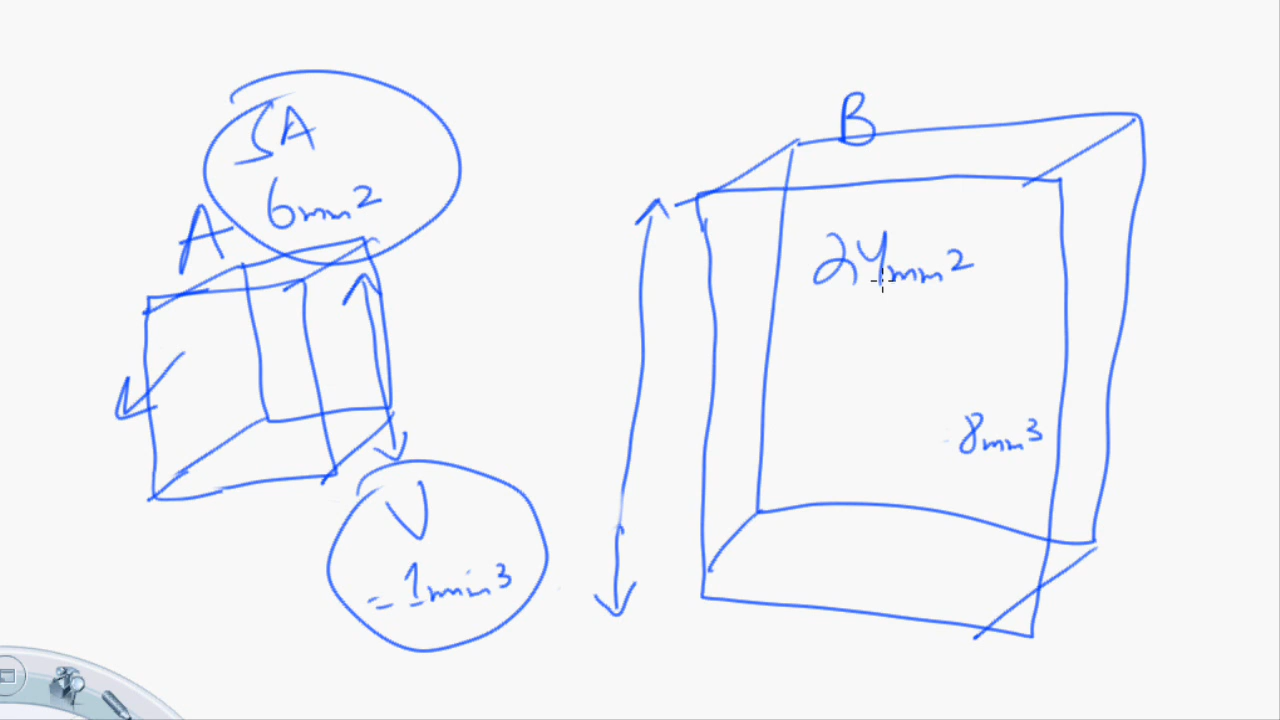 SA
6mm²
A
V
= 1mm³
B
24mm²
8mm³